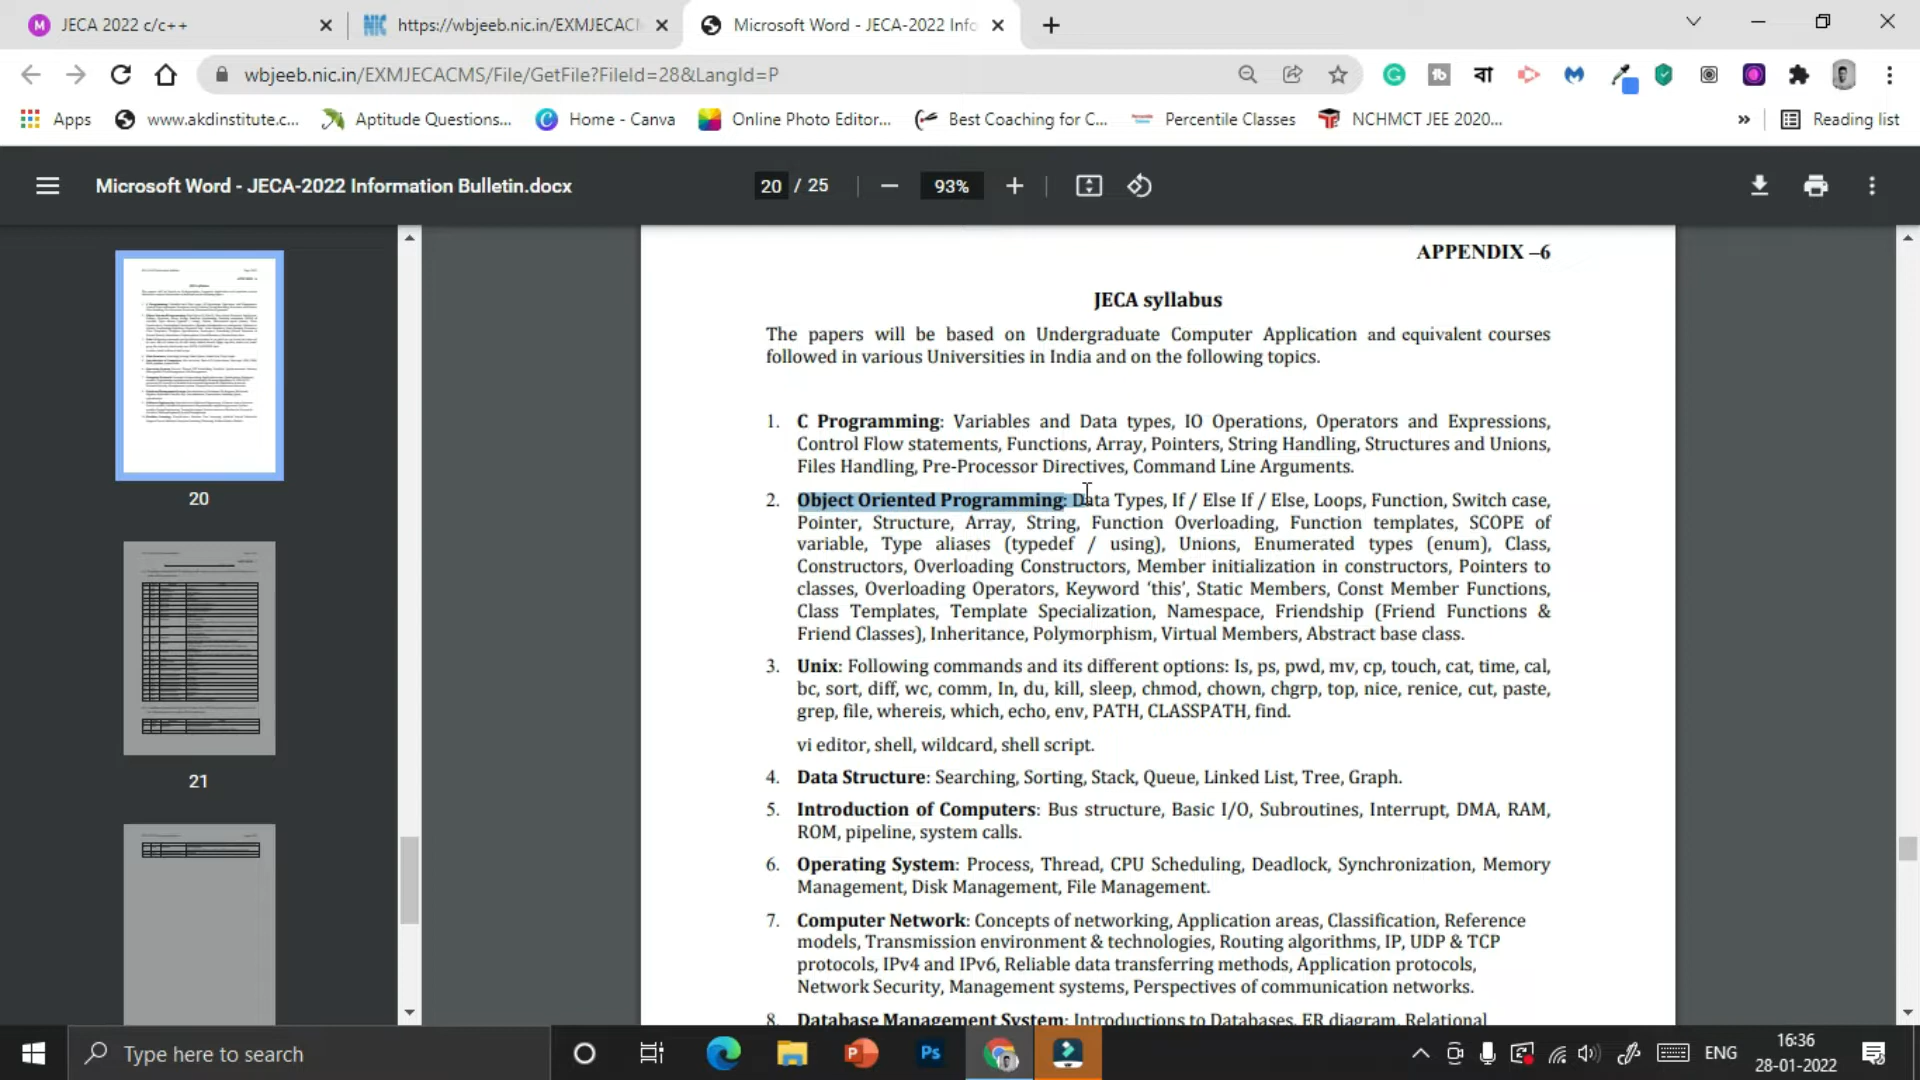 JECA 2022 c/c++
https://wbjeeb.nic.in/EXMJECACM
Microsoft Word - JECA-2022 Info
wbjeeb.nic.in/EXMJECACMS/File/GetFile?FileId=28&LangId=P
Apps
www.akdinstitute.c...
Aptitude Questions...
Home - Canva
Online Photo Editor...
Best Coaching for C...
Percentile Classes
NCHMCT JEE 2020...
Reading list
Microsoft Word - JECA-2022 Information Bulletin.docx
20 / 25
93%
20
21
APPENDIX –6
JECA syllabus
The papers will be based on Undergraduate Computer Application and equivalent courses
followed in various Universities in India and on the following topics.
1. C Programming: Variables and Data types, IO Operations, Operators and Expressions,
Control Flow statements, Functions, Array, Pointers, String Handling, Structures and Unions,
Files Handling, Pre-Processor Directives, Command Line Arguments.
2. Object Oriented Programming: Data Types, If / Else If / Else, Loops, Function, Switch case,
Pointer, Structure, Array, String, Function Overloading, Function templates, SCOPE of
variable, Type aliases (typedef / using), Unions, Enumerated types (enum), Class,
Constructors, Overloading Constructors, Member initialization in constructors, Pointers to
classes, Overloading Operators, Keyword ‘this’, Static Members, Const Member Functions,
Class Templates, Template Specialization, Namespace, Friendship (Friend Functions &
Friend Classes), Inheritance, Polymorphism, Virtual Members, Abstract base class.
3. Unix: Following commands and its different options: Is, ps, pwd, mv, cp, touch, cat, time, cal,
bc, sort, diff, wc, comm, In, du, kill, sleep, chmod, chown, chgrp, top, nice, renice, cut, paste,
grep, file, whereis, which, echo, env, PATH, CLASSPATH, find.
vi editor, shell, wildcard, shell script.
4. Data Structure: Searching, Sorting, Stack, Queue, Linked List, Tree, Graph.
5. Introduction of Computers: Bus structure, Basic I/O, Subroutines, Interrupt, DMA, RAM,
ROM, pipeline, system calls.
6. Operating System: Process, Thread, CPU Scheduling, Deadlock, Synchronization, Memory
Management, Disk Management, File Management.
7. Computer Network: Concepts of networking, Application areas, Classification, Reference
models, Transmission environment & technologies, Routing algorithms, IP, UDP & TCP
protocols, IPv4 and IPv6, Reliable data transferring methods, Application protocols,
Network Security, Management systems, Perspectives of communication networks.
8. Database Management System: Introductions to Databases, ER diagram, Relational
Type here to search
ENG
16:36
28-01-2022